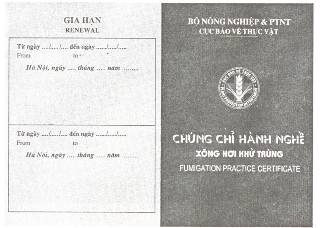 GIA HẠN
RENEWAL
Từ ngày ...../...../..... đến ngày ...../...../.....
From to
Hà Nội, ngày .... tháng .... năm ........
Từ ngày ...../...../..... đến ngày ...../...../.....
From to
Hà Nội, ngày .... tháng .... năm ........
BỘ NÔNG NGHIỆP & PTNT
CỤC BẢO VỆ THỰC VẬT
CHỨNG CHỈ HÀNH NGHỀ
XÔNG HƠI KHỬ TRÙNG
FUMIGATION PRACTICE CERTIFICATE